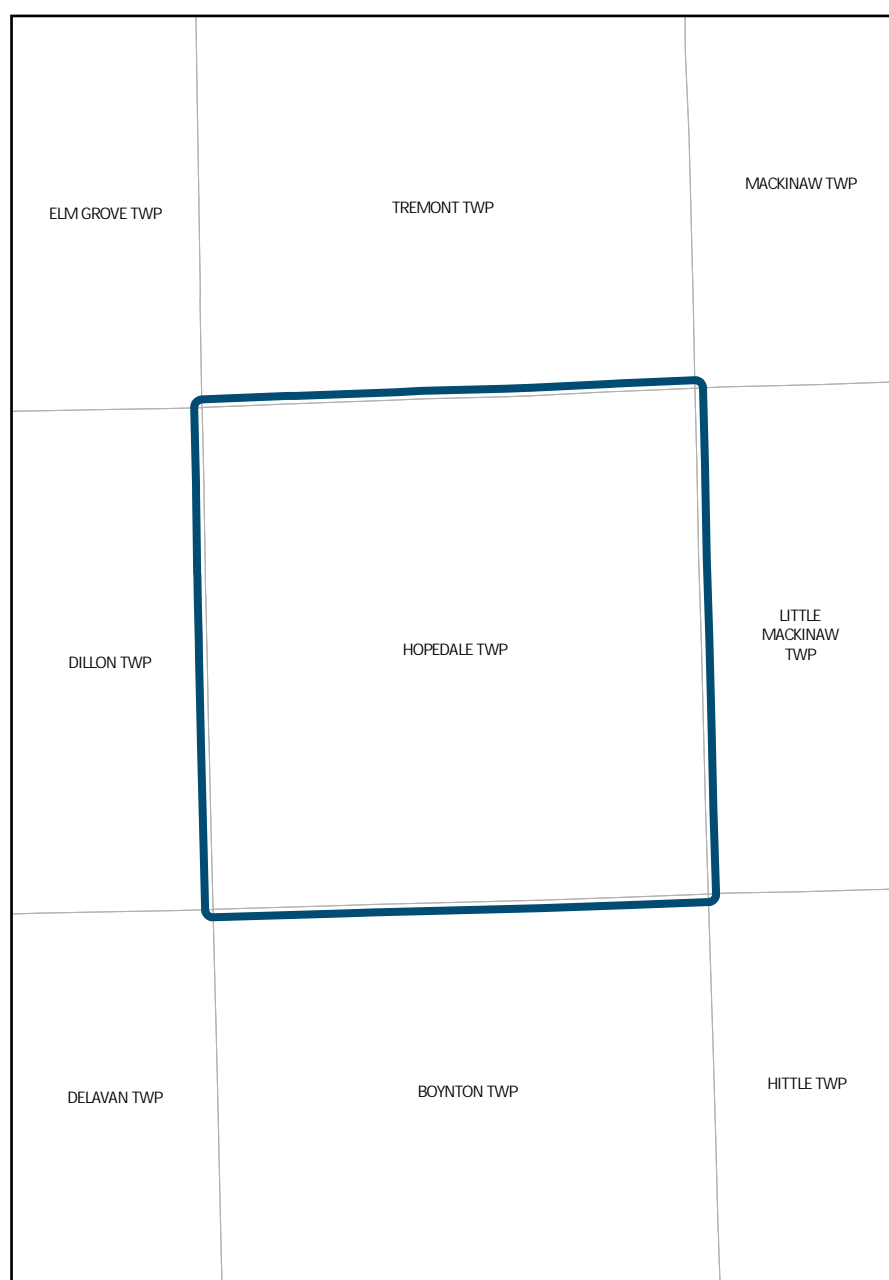 ELM GROVE TWP
TREMONT TWP
MACKINAW TWP
DILLON TWP
HOPEDALE TWP
LITTLE
MACKINAW
TWP
DELAVAN TWP
BOYNTON TWP
HITTLE TWP